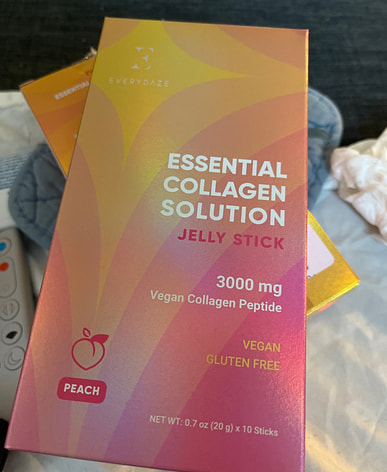 EVERYDAZE
ESSENTIAL
COLLAGEN
SOLUTION
JELLY STICK
3000 mg
Vegan Collagen Peptide
VEGAN
GLUTEN FREE
PEACH
NET WT: 0.7 oz (20 g) x 10 Sticks
ESSENTIAL